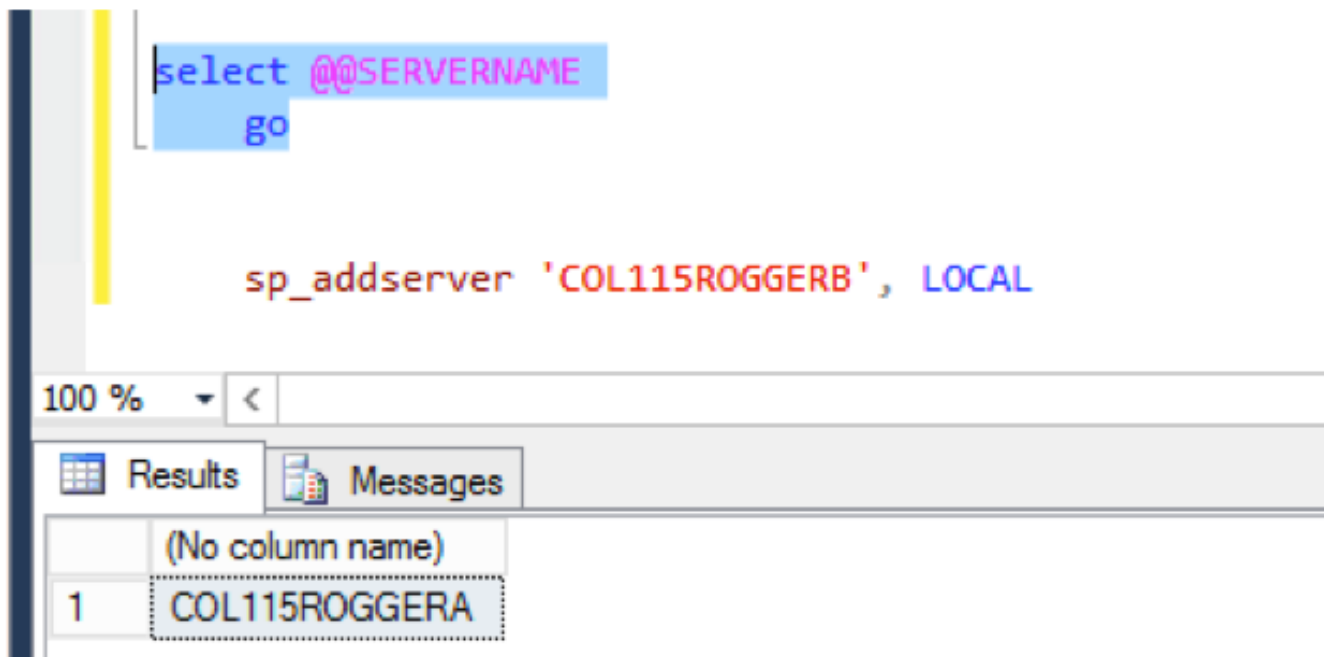 select @@SERVERNAME
go
sp_addserver 'COL115ROGGERB', LOCAL
100 %
Results Messages
(No column name)
1 COL115ROGGERA